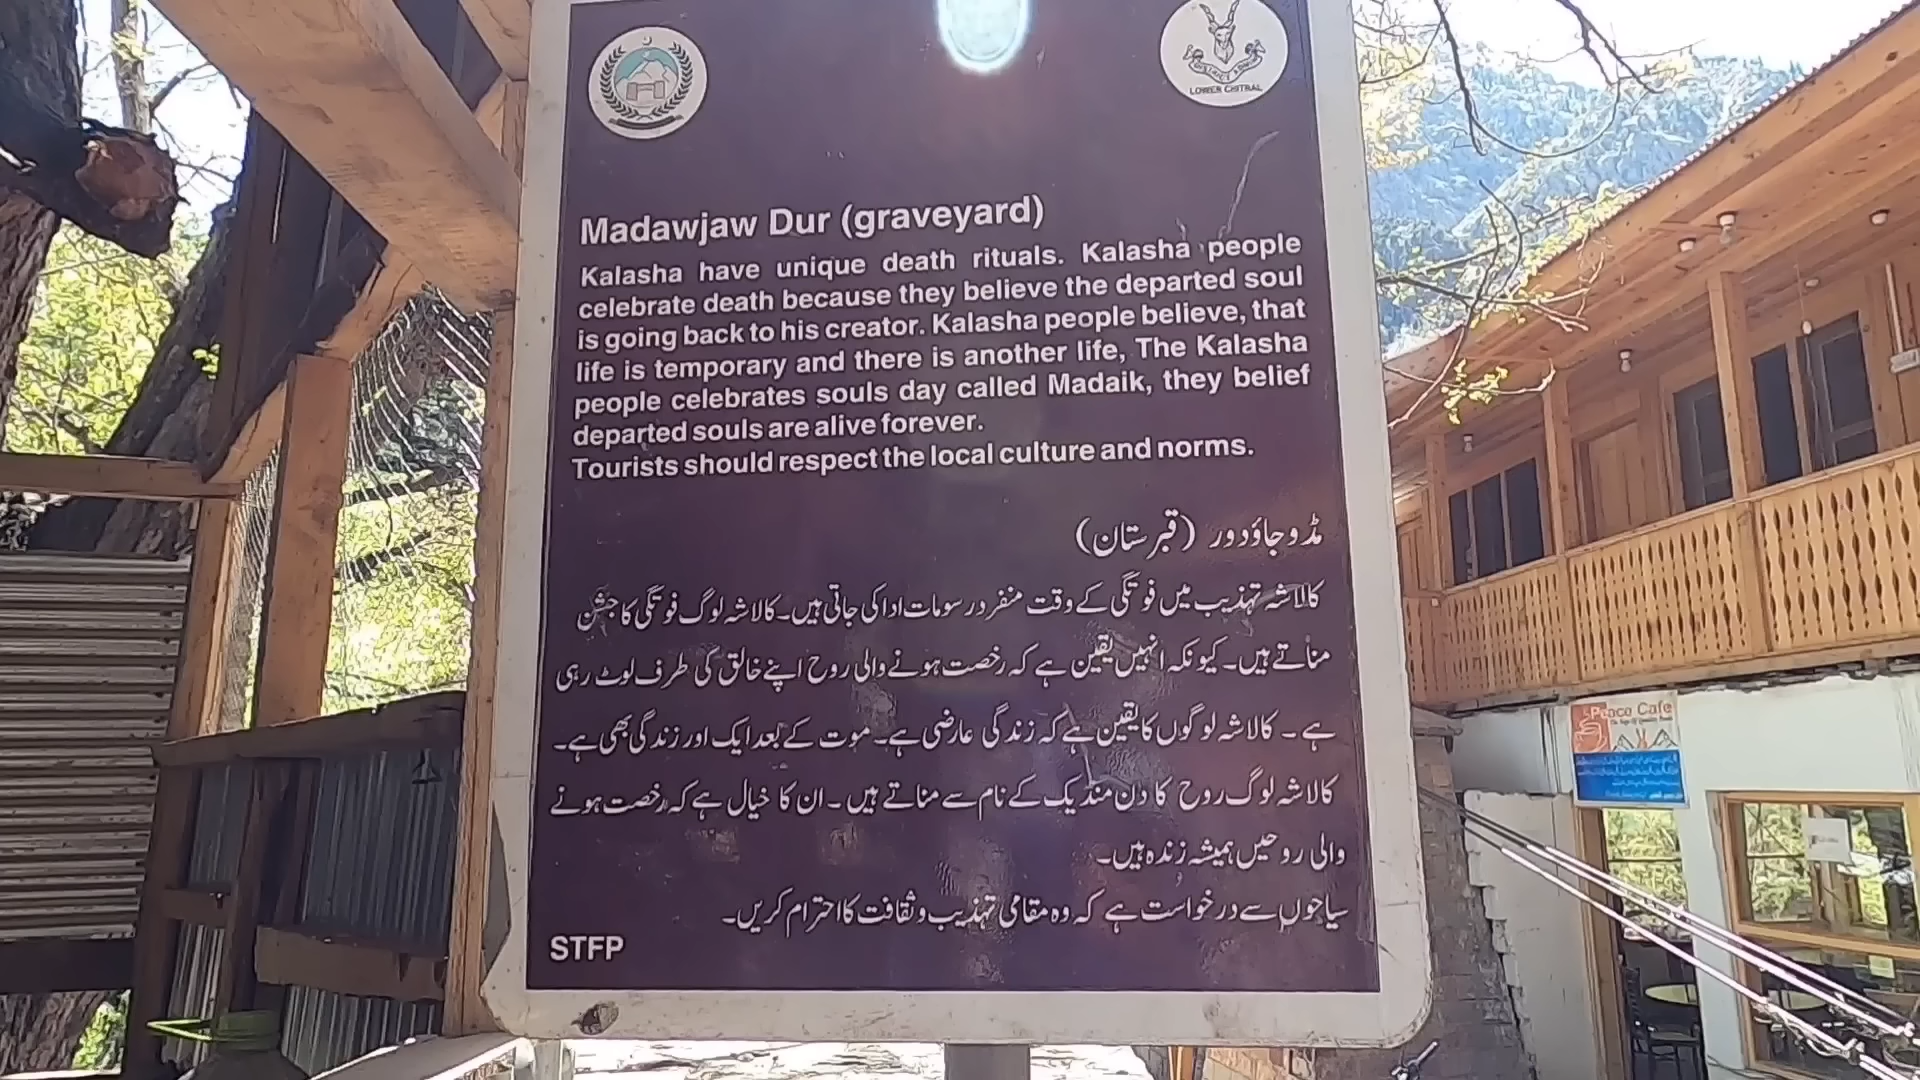 LOWER CHITRAL
Madawjaw Dur (graveyard)
Kalasha have unique death rituals. Kalasha people
celebrate death because they believe the departed soul
is going back to his creator. Kalasha people believe, that
life is temporary and there is another life, The Kalasha
people celebrates souls day called Madaik, they belief
departed souls are alive forever.
Tourists should respect the local culture and norms.
مڈوجاؤدور (قبرستان)
کالاشہ تہذیب میں فوتگی کے وقت منفرد رسومات ادا کی جاتی ہیں۔ کالاشہ لوگ فوتگی کا جشن
مناتے ہیں۔ کیونکہ انہیں یقین ہے کہ رخصت ہونے والی روح اپنے خالق کی طرف لوٹ رہی
ہے۔ کالاشہ لوگوں کا یقین ہے کہ زندگی عارضی ہے۔ موت کے بعد ایک اور زندگی بھی ہے۔
کالاشہ لوگ روح کا دن منڈیک کے نام سے مناتے ہیں۔ ان کا خیال ہے کہ رخصت ہونے
والی روحیں ہمیشہ زندہ ہیں۔
سیاحوں سے درخواست ہے کہ وہ مقامی تہذیب و ثقافت کا احترام کریں۔
STFP
Peace Cafe